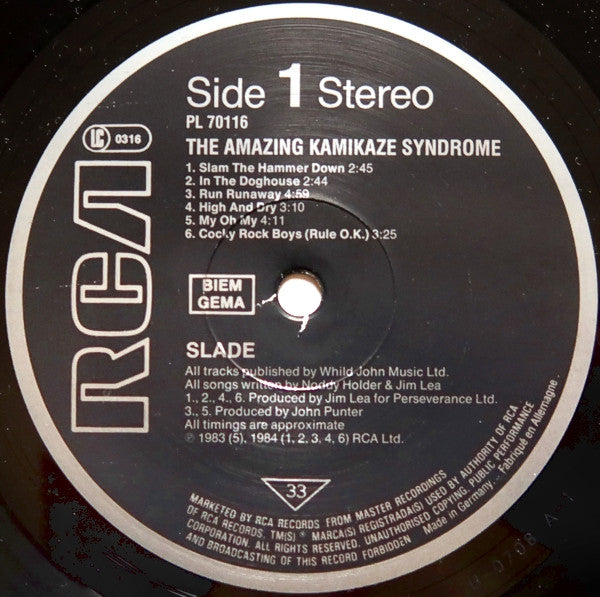 Side 1 Stereo
PL 70116
LC 0316
THE AMAZING KAMIKAZE SYNDROME
1. Slam The Hammer Down 2:45
2. In The Doghouse 2:44
3. Run Runaway 4:59
4. High And Dry 3:10
5. My Oh My 4:11
6. Cocky Rock Boys (Rule O.K.) 3:25
RCA
BIEM
GEMA
SLADE
All tracks published by Whild John Music Ltd.
All songs written by Noddy Holder & Jim Lea
1., 2., 4., 6. Produced by Jim Lea for Perseverance Ltd.
3., 5. Produced by John Punter
All timings are approximate
℗ 1983 (5), 1984 (1, 2, 3, 4, 6) RCA Ltd.
33
MARKETED BY RCA RECORDS FROM MASTER RECORDINGS
OF RCA RECORDS. TM(S) ® MARCA(S) REGISTRADA(S) USED BY AUTHORITY OF RCA
CORPORATION. ALL RIGHTS RESERVED. UNAUTHORISED COPYING, PUBLIC PERFORMANCE
AND BROADCASTING OF THIS RECORD FORBIDDEN
Made in Germany... Fabriqué en Allemagne.